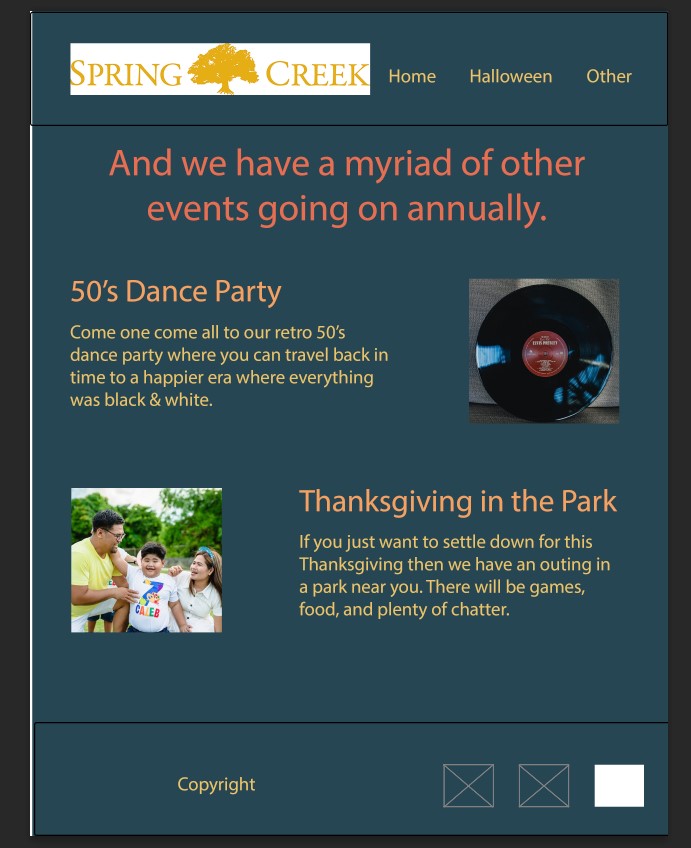 SPRING CREEK
Home Halloween Other
And we have a myriad of other
events going on annually.
50’s Dance Party
Come one come all to our retro 50’s
dance party where you can travel back in
time to a happier era where everything
was black & white.
Thanksgiving in the Park
If you just want to settle down for this
Thanksgiving then we have an outing in
a park near you. There will be games,
food, and plenty of chatter.
CALEB
Copyright